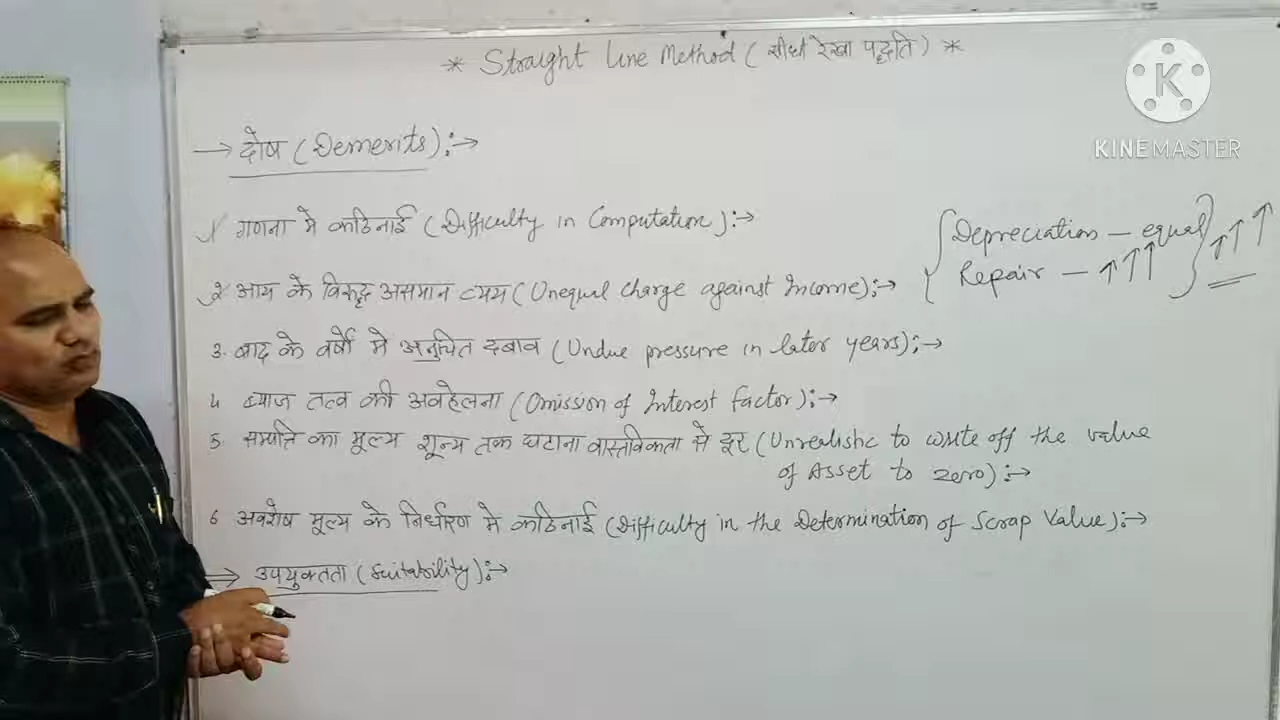 * Straight Line Method ( सीधी रेखा पद्धति ) *
K
KINEMASTER
→ दोष ( Demerits ) :→
1. गणना मे कठिनाई ( Difficulty in Computation ) :→
2. आय के विरूद्ध असमान व्यय ( Unequal charge against Income ) :→
Depreciation — equal
Repair — ↑↑↑ ↑↑↑
3. बाद के वर्षों मे अनुचित दबाव ( Undue pressure in later years ) :→
4. ब्याज तत्व की अवहेलना ( Omission of Interest factor ) :→
5. सम्पत्ति का मूल्य शून्य तक घटाना वास्तविकता से दूर ( Unrealistic to write off the value
of Asset to zero ) :→
6. अवशेष मूल्य के निर्धारण मे कठिनाई ( Difficulty in the Determination of Scrap Value ) :→
⇒ उपयुक्तता ( Suitability ) :→